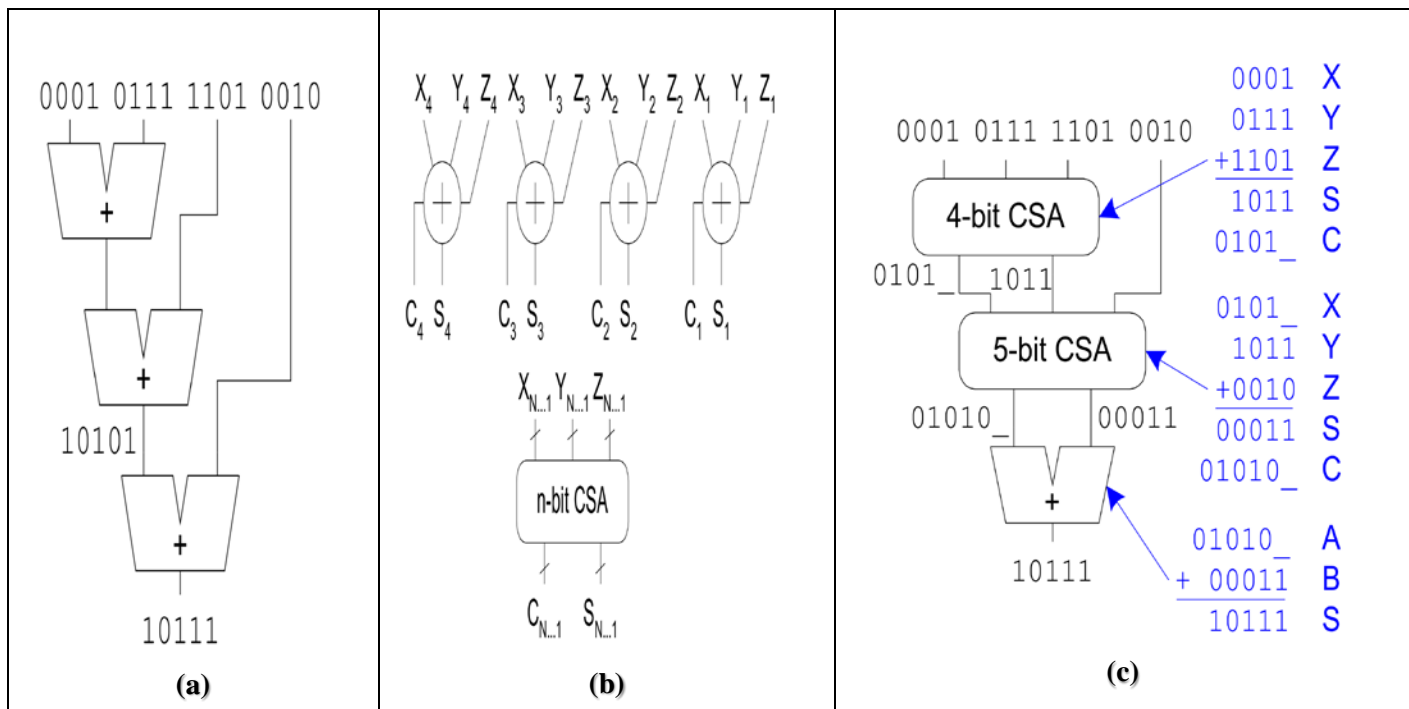 0001 0111 1101 0010
+
+
10101
+
10111
(a)
X4 Y4 Z4 X3 Y3 Z3 X2 Y2 Z2 X1 Y1 Z1
+ + + +
C4 S4 C3 S3 C2 S2 C1 S1
XN...1 YN...1 ZN...1
n-bit CSA
CN...1 SN...1
(b)
0001 0111 1101 0010
4-bit CSA
0101_ 1011
5-bit CSA
01010_ 00011
+
10111
0001 X
0111 Y
+1101 Z
1011 S
0101_ C
0101_ X
1011 Y
+0010 Z
00011 S
01010_ C
01010_ A
+ 00011 B
10111 S
(c)